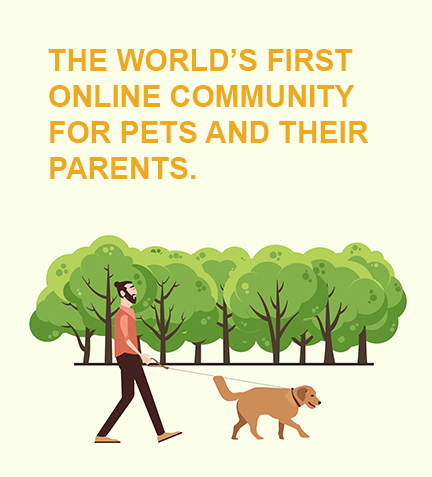 THE WORLD’S FIRST
ONLINE COMMUNITY
FOR PETS AND THEIR
PARENTS.